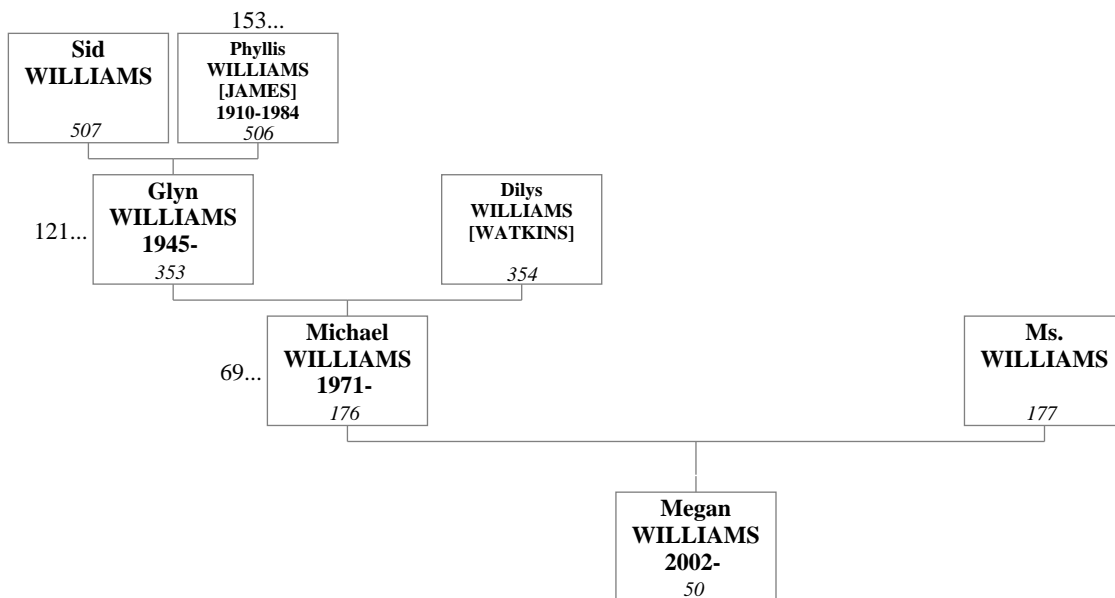 153...
Sid
WILLIAMS
507
Phyllis
WILLIAMS
[JAMES]
1910-1984
506
121...
Glyn
WILLIAMS
1945-
353
Dilys
WILLIAMS
[WATKINS]
354
69...
Michael
WILLIAMS
1971-
176
Ms.
WILLIAMS
177
Megan
WILLIAMS
2002-
50